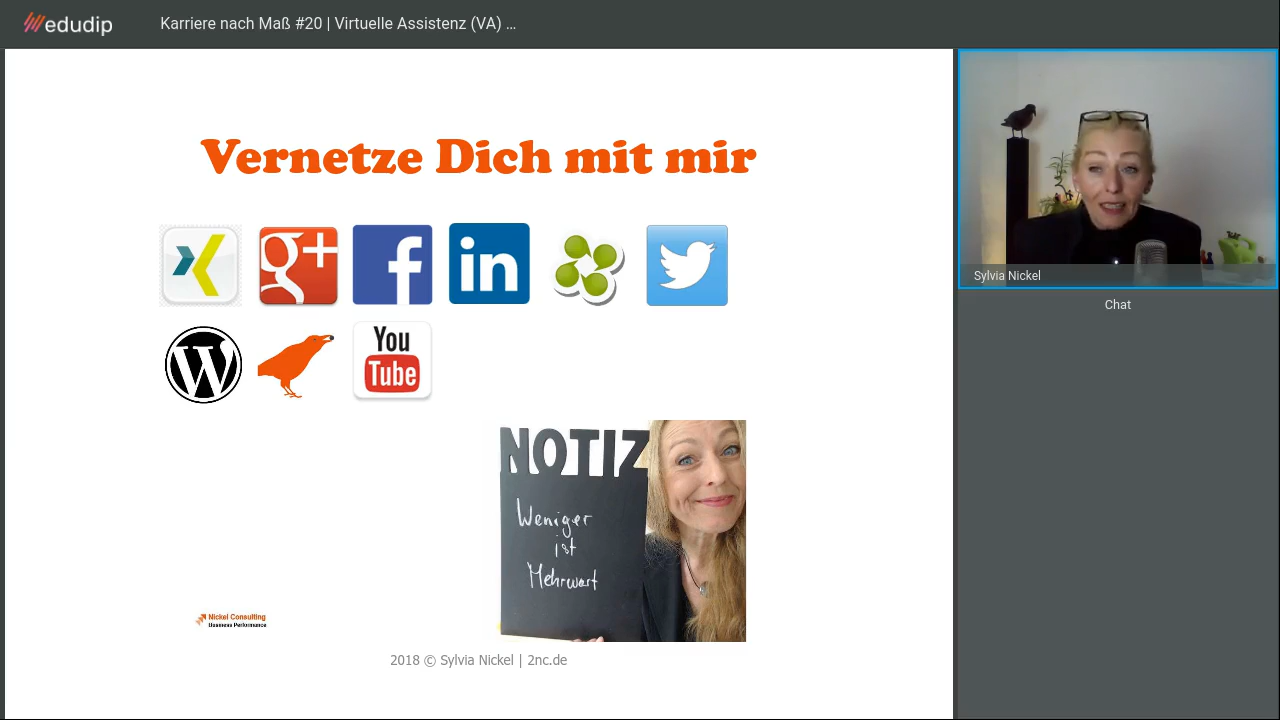 edudip
Karriere nach Maß #20 | Virtuelle Assistenz (VA) ...
Vernetze Dich mit mir
g+
f
in
W
You
Tube
NOTIZ
Weniger
ist
Mehrwert
Nickel Consulting
Business Performance
2018 © Sylvia Nickel | 2nc.de
Sylvia Nickel
Chat